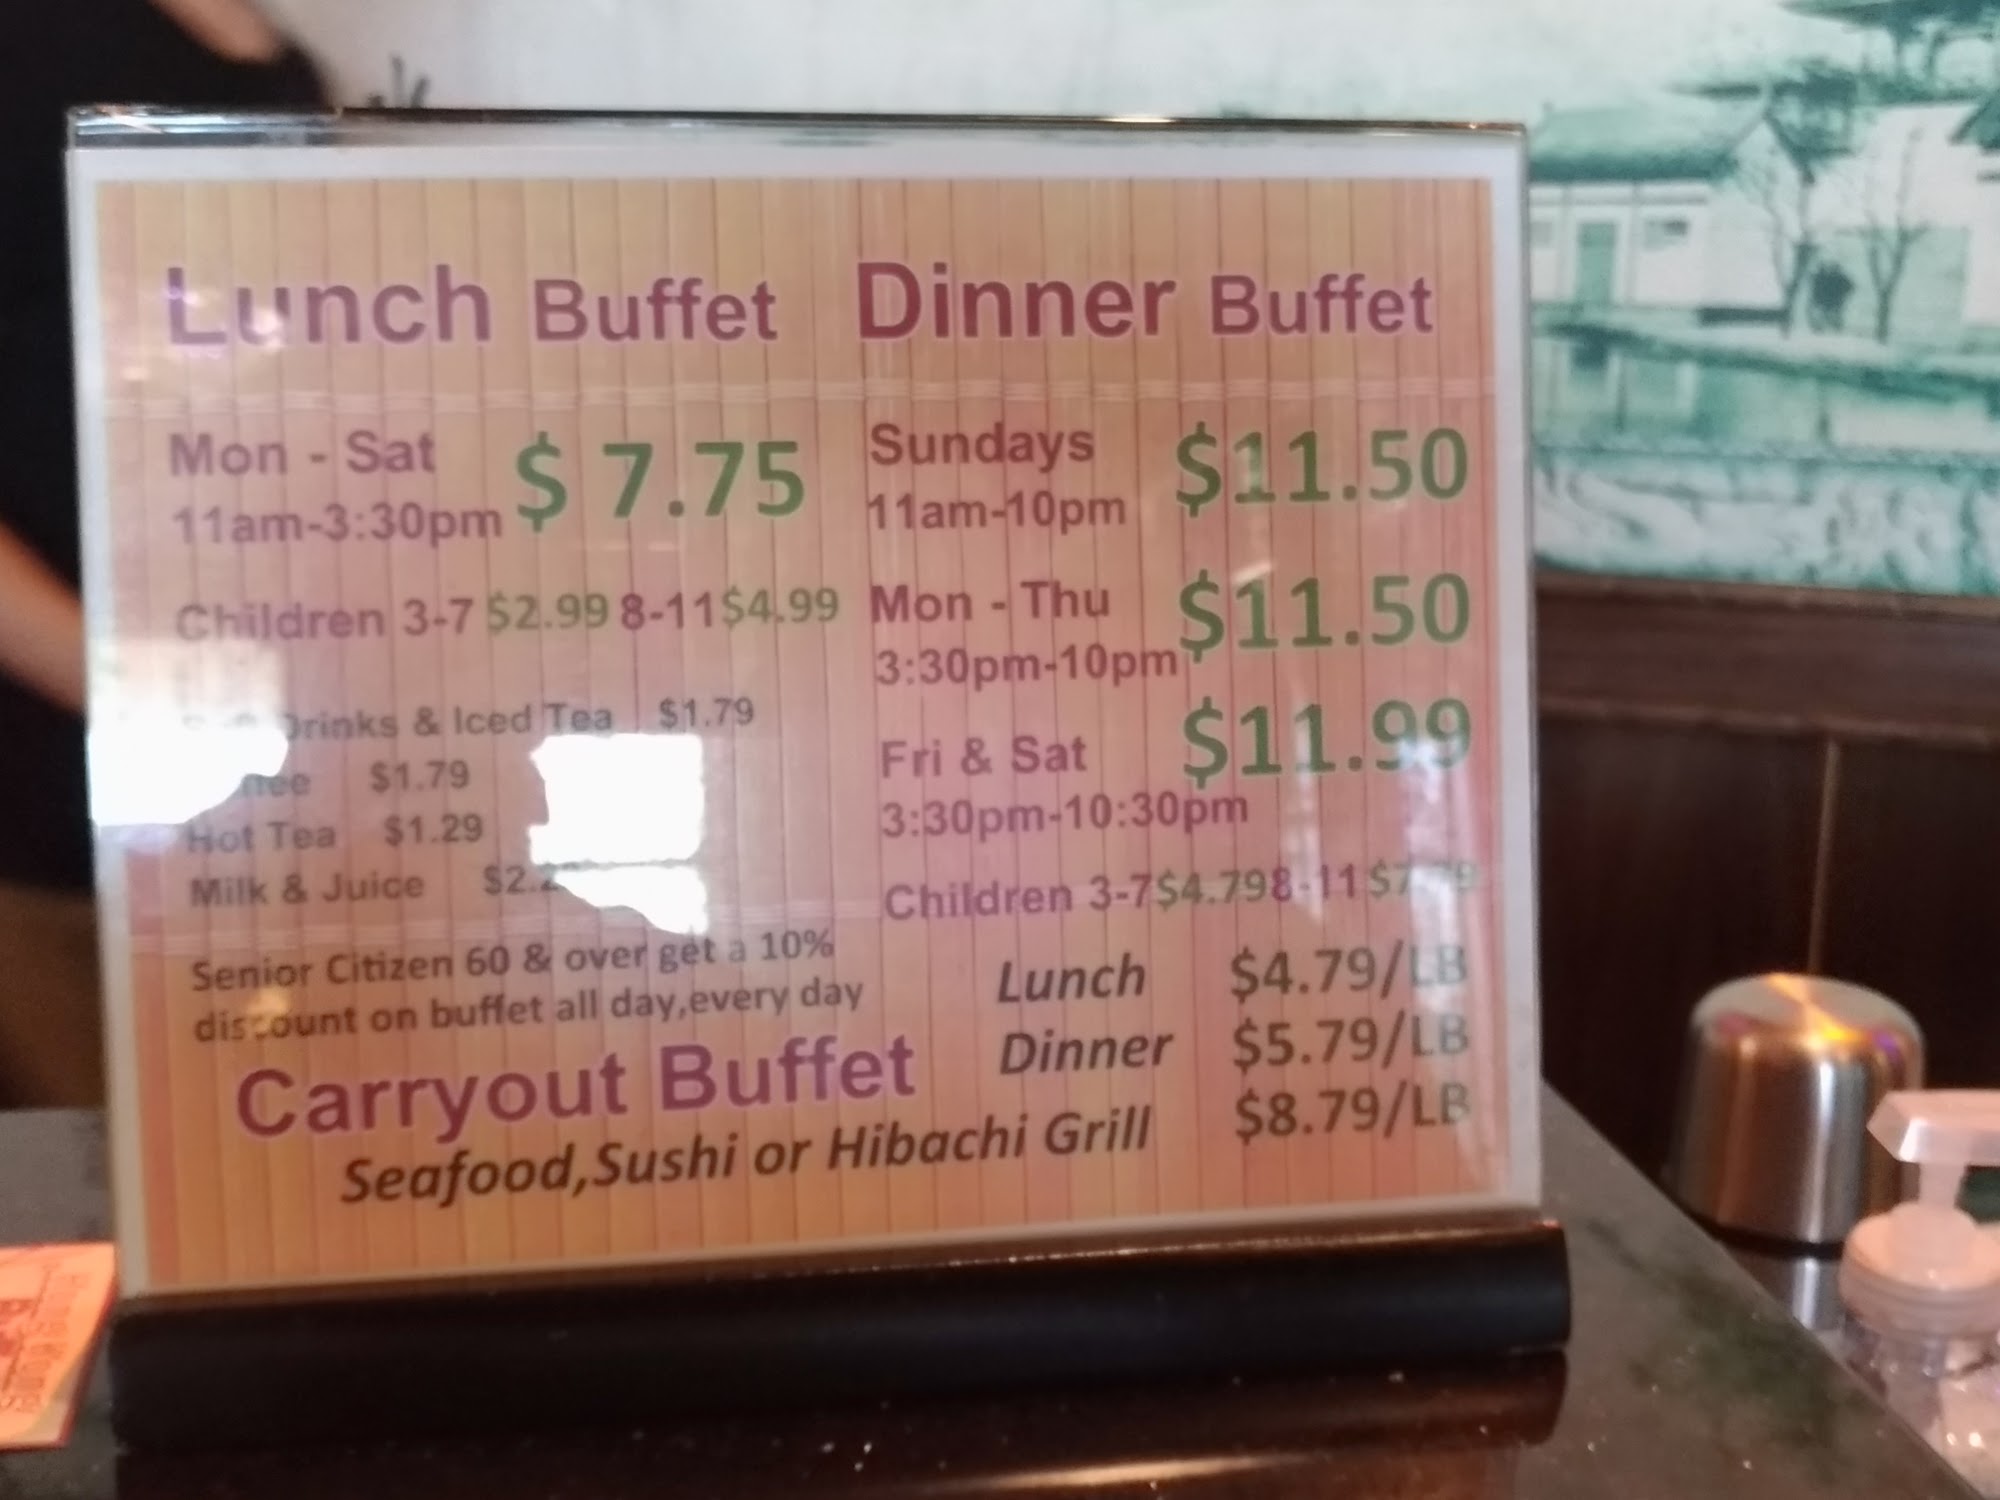 Lunch Buffet
Mon - Sat
11am-3:30pm
$ 7.75
Children 3-7 $2.99 8-11 $4.99
Drinks & Iced Tea $1.79
$1.79
Hot Tea $1.29
Milk & Juice
Senior Citizen 60 & over get a 10%
discount on buffet all day,every day
Dinner Buffet
Sundays
11am-10pm
$11.50
Mon - Thu
3:30pm-10pm
$11.50
Fri & Sat
3:30pm-10:30pm
$11.99
Children 3-7 $4.79 8-11
Carryout Buffet
Lunch $4.79/LB
Dinner $5.79/LB
Seafood,Sushi or Hibachi Grill $8.79/LB